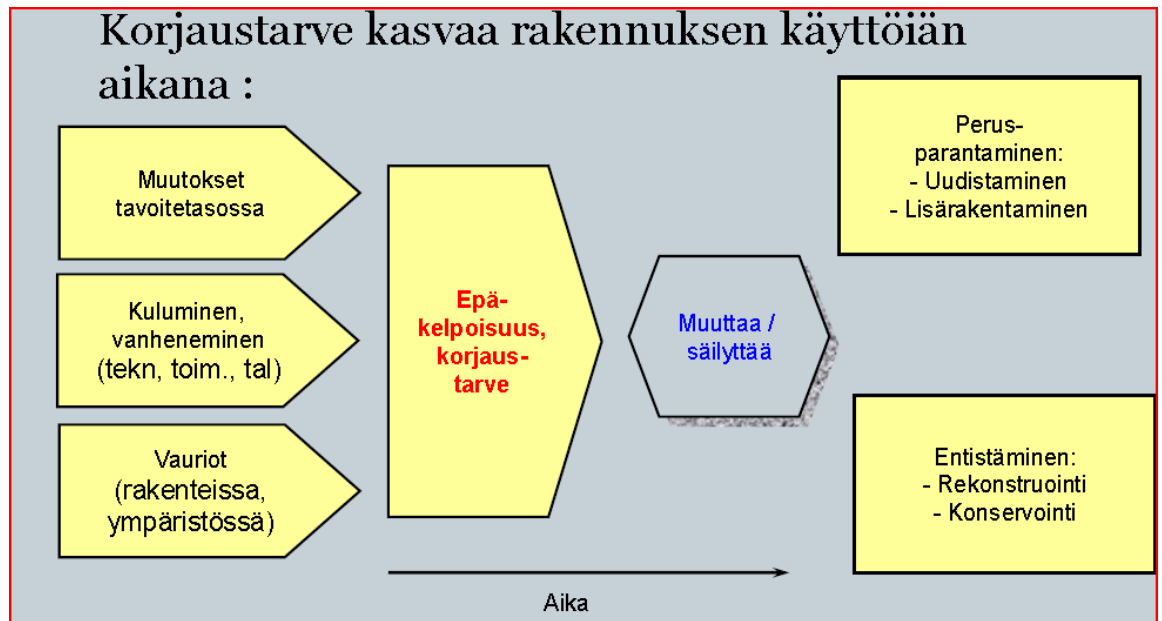 Korjaustarve kasvaa rakennuksen käyttöiän
aikana :
Muutokset
tavoitetasossa
Kuluminen,
vanheneminen
(tekn, toim., tal)
Vauriot
(rakenteissa,
ympäristössä)
Epä-
kelpoisuus,
korjaus-
tarve
Muuttaa /
säilyttää
Perus-
parantaminen:
- Uudistaminen
- Lisärakentaminen
Entistäminen:
- Rekonstruointi
- Konservointi
Aika